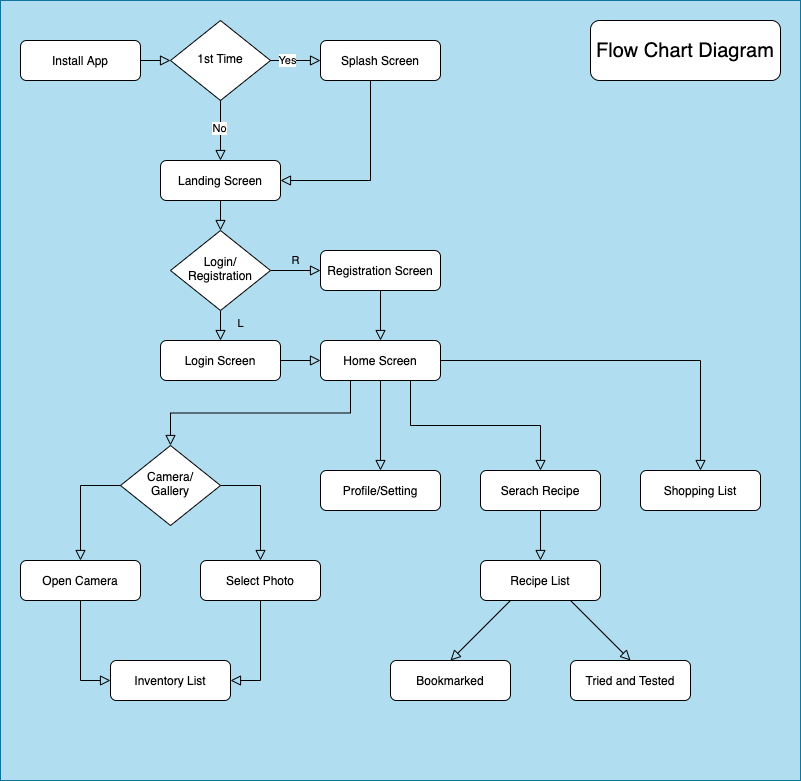 Flow Chart Diagram
Install App
1st Time
Yes
Splash Screen
No
Landing Screen
Login/
Registration
R
Registration Screen
L
Login Screen
Home Screen
Camera/
Gallery
Profile/Setting
Serach Recipe
Shopping List
Open Camera
Select Photo
Recipe List
Inventory List
Bookmarked
Tried and Tested